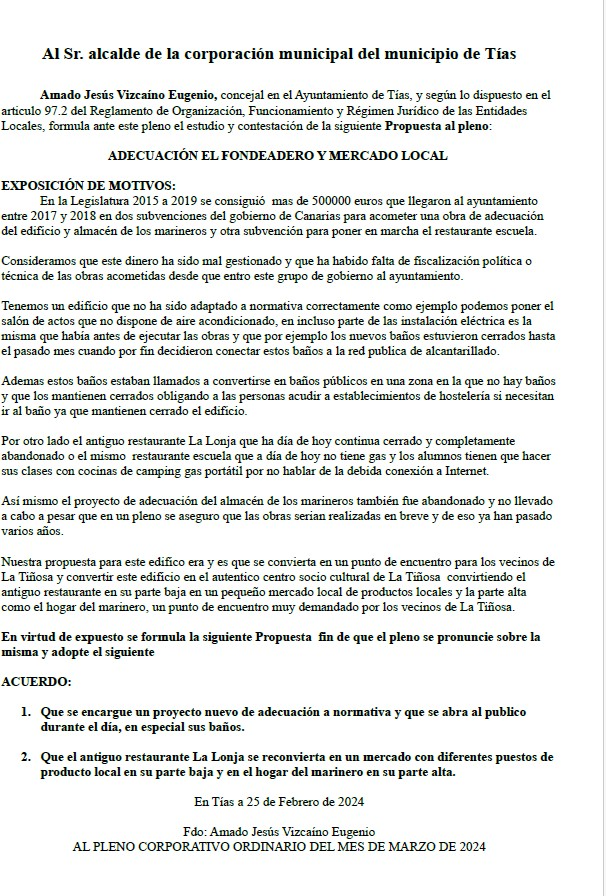 Al Sr. alcalde de la corporación municipal del municipio de Tías
Amado Jesús Vizcaíno Eugenio, concejal en el Ayuntamiento de Tías, y según lo dispuesto en el
articulo 97.2 del Reglamento de Organización, Funcionamiento y Régimen Jurídico de las Entidades
Locales, formula ante este pleno el estudio y contestación de la siguiente Propuesta al pleno:
ADECUACIÓN EL FONDEADERO Y MERCADO LOCAL
EXPOSICIÓN DE MOTIVOS:
En la Legislatura 2015 a 2019 se consiguió mas de 500000 euros que llegaron al ayuntamiento
entre 2017 y 2018 en dos subvenciones del gobierno de Canarias para acometer una obra de adecuación
del edificio y almacén de los marineros y otra subvención para poner en marcha el restaurante escuela.
Consideramos que este dinero ha sido mal gestionado y que ha habido falta de fiscalización política o
técnica de las obras acometidas desde que entro este grupo de gobierno al ayuntamiento.
Tenemos un edificio que no ha sido adaptado a normativa correctamente como ejemplo podemos poner el
salón de actos que no dispone de aire acondicionado, en incluso parte de las instalación eléctrica es la
misma que había antes de ejecutar las obras y que por ejemplo los nuevos baños estuvieron cerrados hasta
el pasado mes cuando por fin decidieron conectar estos baños a la red publica de alcantarillado.
Ademas estos baños estaban llamados a convertirse en baños públicos en una zona en la que no hay baños
y que los mantienen cerrados obligando a las personas acudir a establecimientos de hostelería si necesitan
ir al baño ya que mantienen cerrado el edificio.
Por otro lado el antiguo restaurante La Lonja que ha día de hoy continua cerrado y completamente
abandonado o el mismo restaurante escuela que a día de hoy no tiene gas y los alumnos tienen que hacer
sus clases con cocinas de camping gas portátil por no hablar de la debida conexión a Internet.
Así mismo el proyecto de adecuación del almacén de los marineros también fue abandonado y no llevado
a cabo a pesar que en un pleno se aseguro que las obras serian realizadas en breve y de eso ya han pasado
varios años.
Nuestra propuesta para este edifico era y es que se convierta en un punto de encuentro para los vecinos de
La Tiñosa y convertir este edificio en el autentico centro socio cultural de La Tiñosa convirtiendo el
antiguo restaurante en su parte baja en un pequeño mercado local de productos locales y la parte alta
como el hogar del marinero, un punto de encuentro muy demandado por los vecinos de La Tiñosa.
En virtud de expuesto se formula la siguiente Propuesta fin de que el pleno se pronuncie sobre la
misma y adopte el siguiente
ACUERDO:
1. Que se encargue un proyecto nuevo de adecuación a normativa y que se abra al publico
durante el día, en especial sus baños.
2. Que el antiguo restaurante La Lonja se reconvierta en un mercado con diferentes puestos de
producto local en su parte baja y en el hogar del marinero en su parte alta.
En Tías a 25 de Febrero de 2024
Fdo: Amado Jesús Vizcaíno Eugenio
AL PLENO CORPORATIVO ORDINARIO DEL MES DE MARZO DE 2024